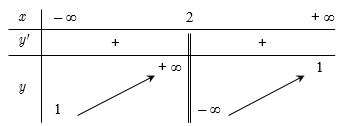 x – ∞ 2 + ∞
y' + +
+ ∞ 1
y
1 – ∞